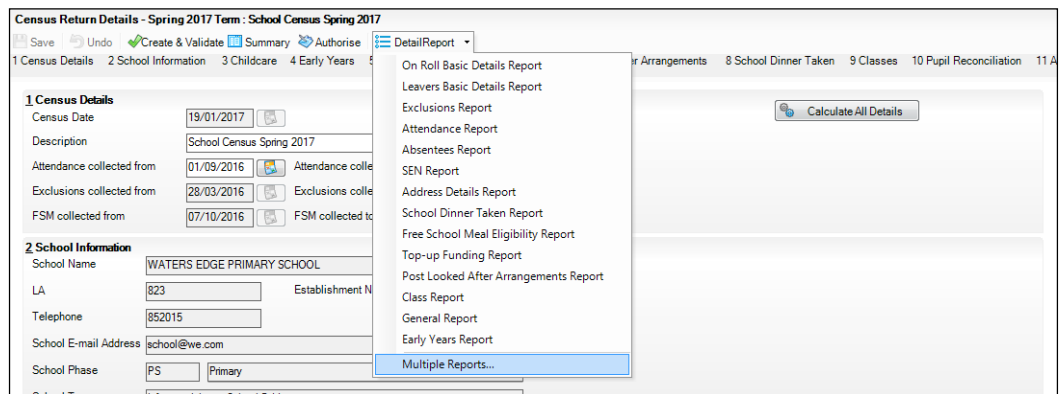 Census Return Details - Spring 2017 Term : School Census Spring 2017
Save Undo Create & Validate Summary Authorise DetailReport
1 Census Details 2 School Information 3 Childcare 4 Early Years Arrangements 8 School Dinner Taken 9 Classes 10 Pupil Reconciliation 11 A
On Roll Basic Details Report
Leavers Basic Details Report
Exclusions Report
Attendance Report
Absentees Report
SEN Report
Address Details Report
School Dinner Taken Report
Free School Meal Eligibility Report
Top-up Funding Report
Post Looked After Arrangements Report
Class Report
General Report
Early Years Report
Multiple Reports...
1 Census Details
Calculate All Details
Census Date 19/01/2017
Description School Census Spring 2017
Attendance collected from 01/09/2016 Attendance colle
Exclusions collected from 28/03/2016 Exclusions colle
FSM collected from 07/10/2016 FSM collected to
2 School Information
School Name WATERS EDGE PRIMARY SCHOOL
LA 823 Establishment N
Telephone 852015
School E-mail Address school@we.com
School Phase PS Primary